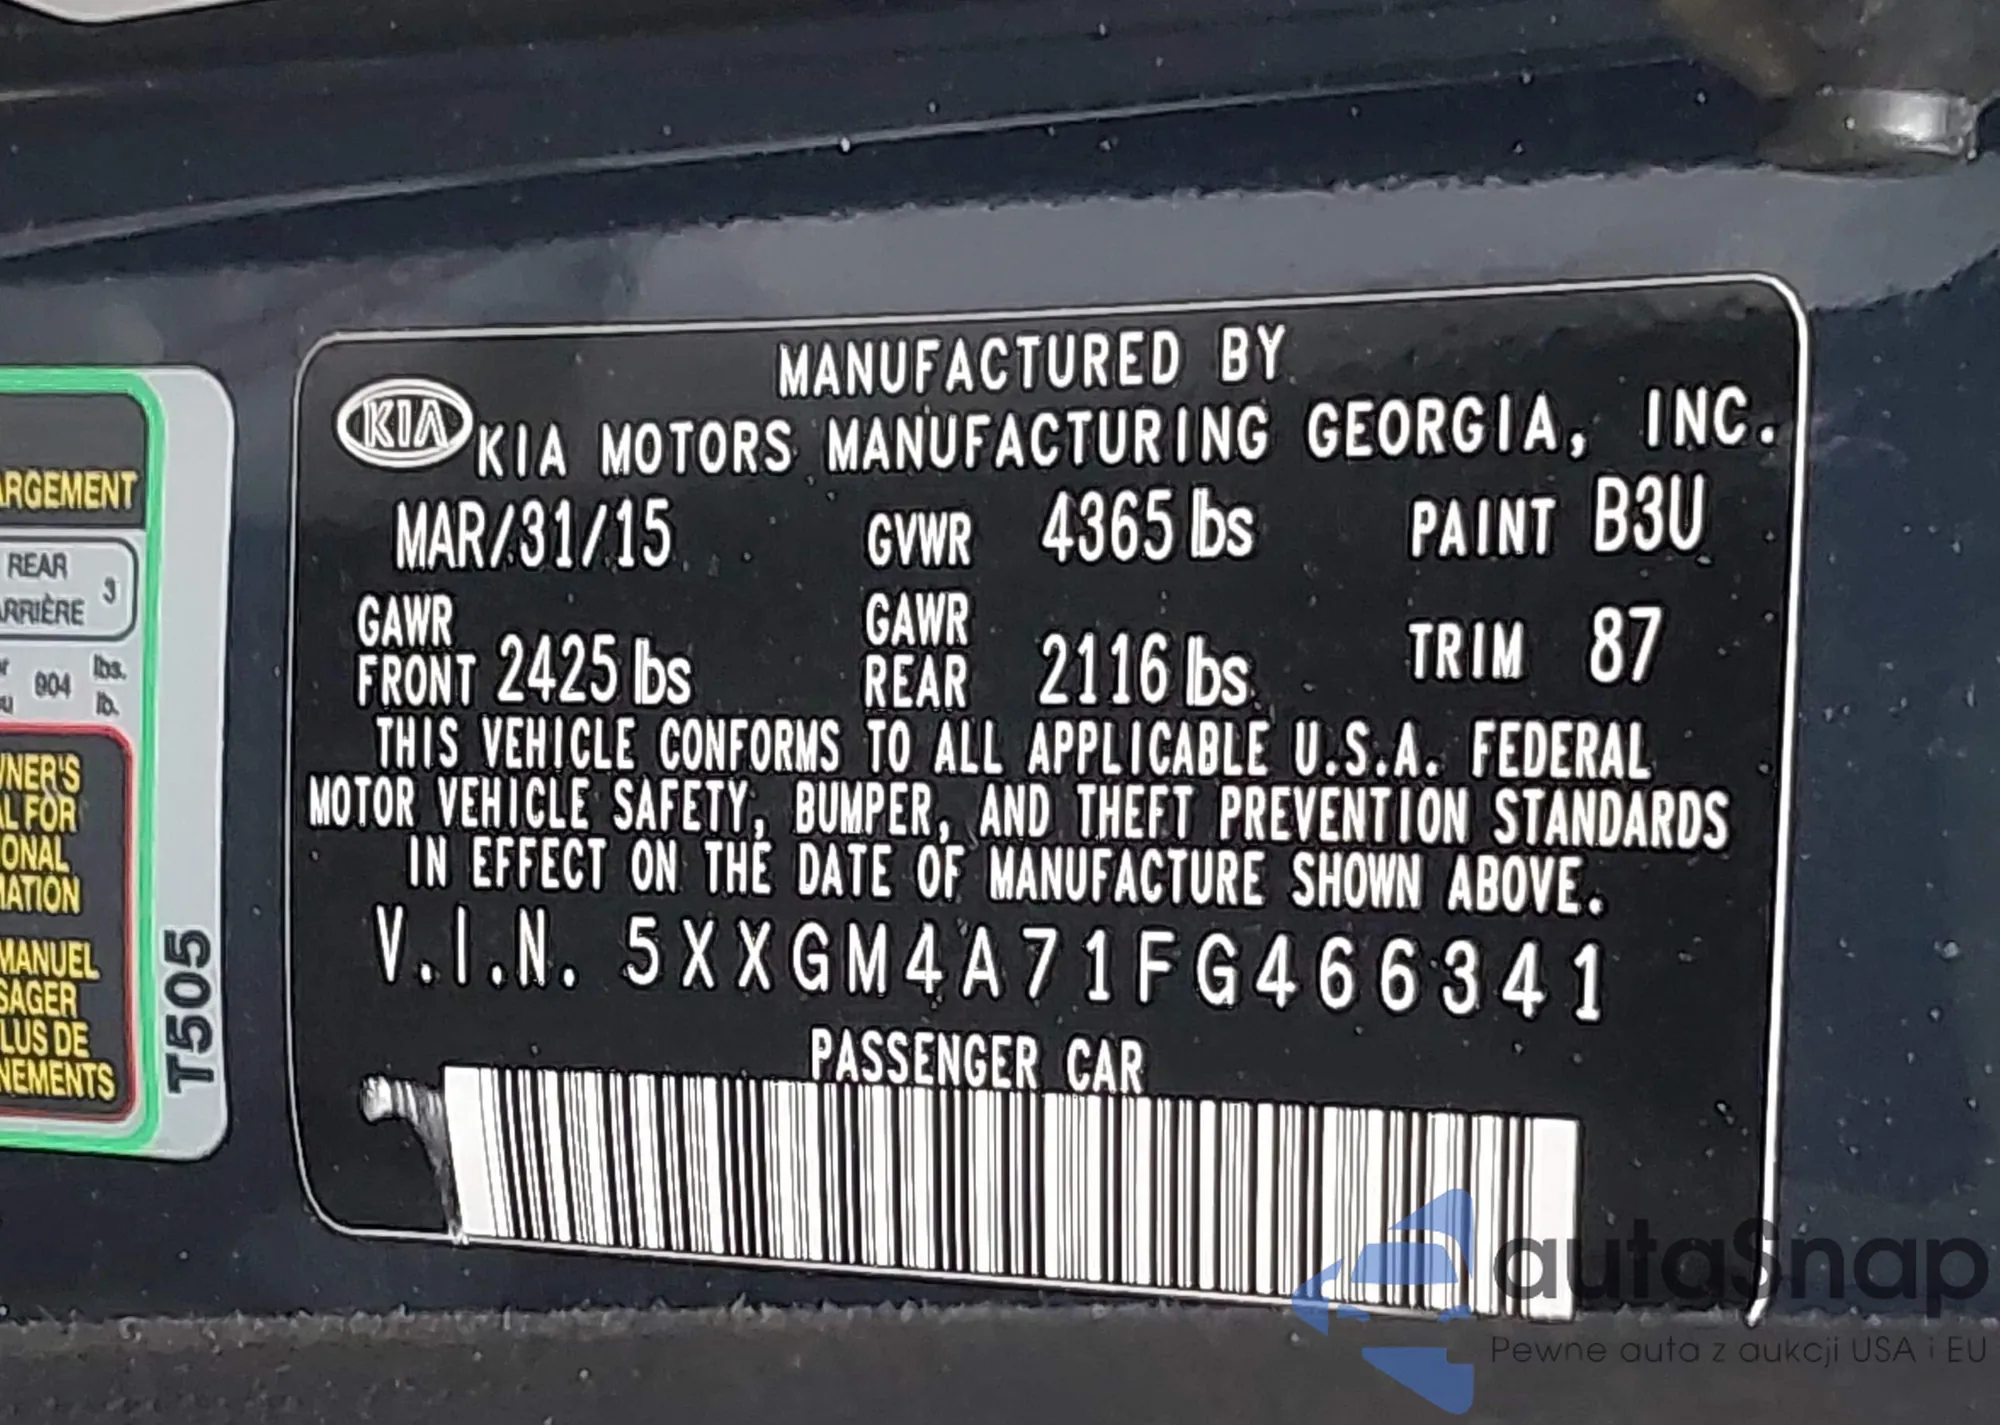 ARGEMENT
REAR
ARRIÈRE
3
904
lbs.
lb.
WNER'S
AL FOR
IONAL
MATION
MANUEL
SAGER
LUS DE
NEMENTS
T505
MANUFACTURED BY
KIA
KIA MOTORS MANUFACTURING GEORGIA, INC.
MAR/31/15 GVWR 4365 lbs PAINT B3U
GAWR FRONT 2425 lbs GAWR REAR 2116 lbs TRIM 87
THIS VEHICLE CONFORMS TO ALL APPLICABLE U.S.A. FEDERAL
MOTOR VEHICLE SAFETY, BUMPER, AND THEFT PREVENTION STANDARDS
IN EFFECT ON THE DATE OF MANUFACTURE SHOWN ABOVE.
V.I.N. 5XXGM4A71FG466341
PASSENGER CAR
autaSnap
Pewne auta z aukcji USA i EU